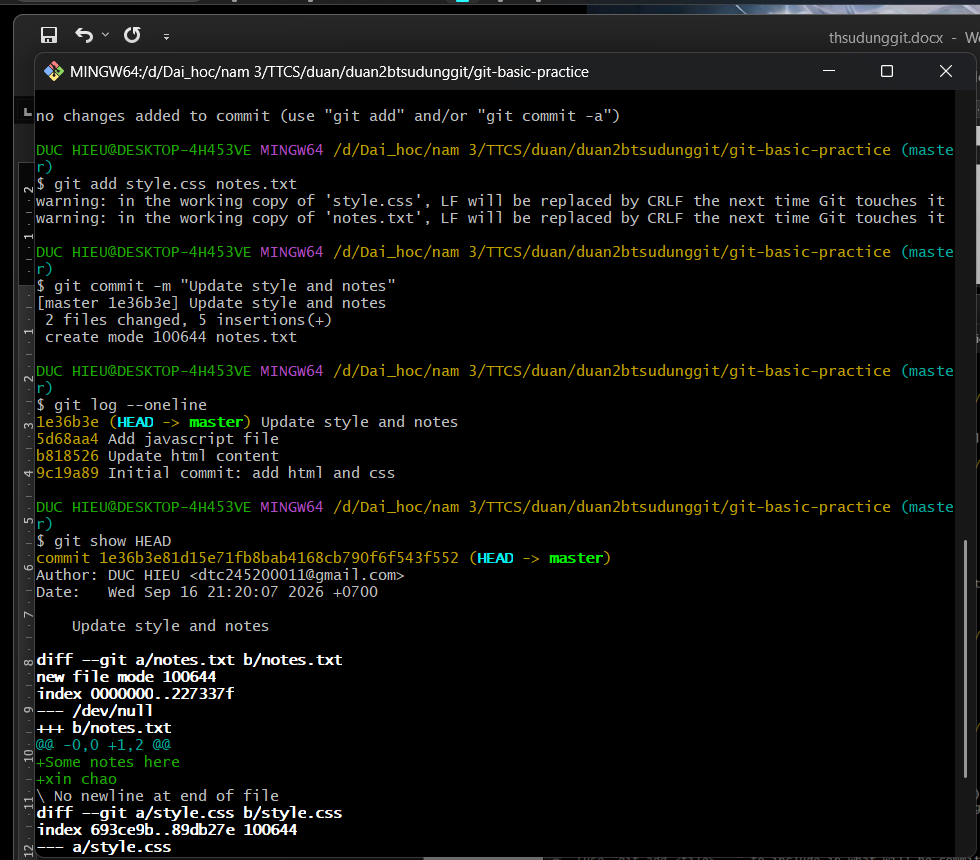 thsudunggit.docx - W
MINGW64:/d/Dai_hoc/nam 3/TTCS/duan/duan2btsudunggit/git-basic-practice
no changes added to commit (use "git add" and/or "git commit -a")
DUC HIEU@DESKTOP-4H453VE MINGW64 /d/Dai_hoc/nam 3/TTCS/duan/duan2btsudunggit/git-basic-practice (maste
r)
$ git add style.css notes.txt
warning: in the working copy of 'style.css', LF will be replaced by CRLF the next time Git touches it
warning: in the working copy of 'notes.txt', LF will be replaced by CRLF the next time Git touches it
DUC HIEU@DESKTOP-4H453VE MINGW64 /d/Dai_hoc/nam 3/TTCS/duan/duan2btsudunggit/git-basic-practice (maste
r)
$ git commit -m "Update style and notes"
[master 1e36b3e] Update style and notes
 2 files changed, 5 insertions(+)
 create mode 100644 notes.txt
DUC HIEU@DESKTOP-4H453VE MINGW64 /d/Dai_hoc/nam 3/TTCS/duan/duan2btsudunggit/git-basic-practice (maste
r)
$ git log --oneline
1e36b3e (HEAD -> master) Update style and notes
5d68aa4 Add javascript file
b818526 Update html content
9c19a89 Initial commit: add html and css
DUC HIEU@DESKTOP-4H453VE MINGW64 /d/Dai_hoc/nam 3/TTCS/duan/duan2btsudunggit/git-basic-practice (maste
r)
$ git show HEAD
commit 1e36b3e81d15e71fb8bab4168cb790f6f543f552 (HEAD -> master)
Author: DUC HIEU <dtc245200011@gmail.com>
Date:   Wed Sep 16 21:20:07 2026 +0700
    Update style and notes
diff --git a/notes.txt b/notes.txt
new file mode 100644
index 0000000..227337f
--- /dev/null
+++ b/notes.txt
@@ -0,0 +1,2 @@
+Some notes here
+xin chao
\ No newline at end of file
diff --git a/style.css b/style.css
index 693ce9b..89db27e 100644
--- a/style.css